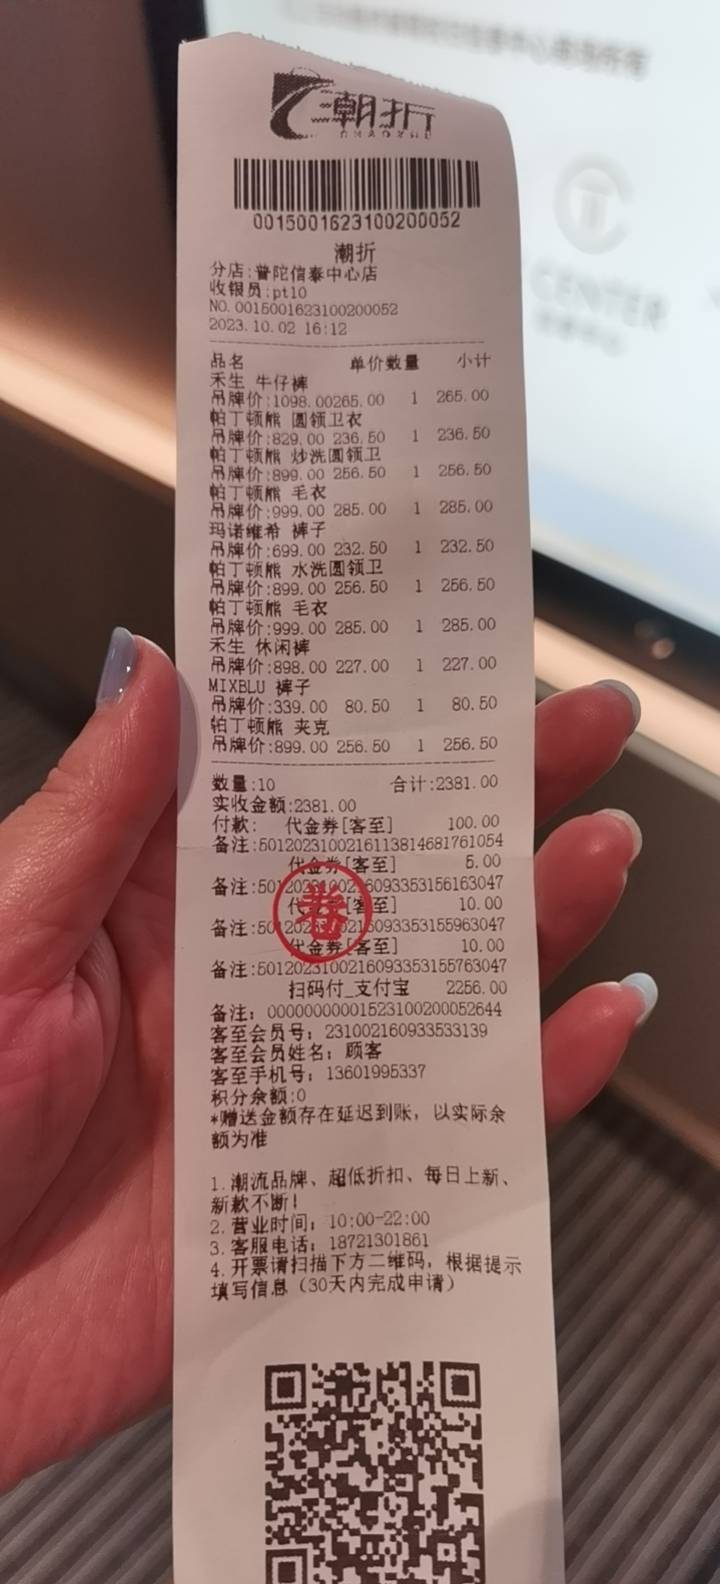 潮折
CHAOZHE
0015001623100200052
潮折
分店:普陀信泰中心店
收银员:pt10
NO.0015001623100200052
2023.10.02 16:12
品名 单价数量 小计
禾生 牛仔裤
吊牌价:1098.00265.00 1 265.00
帕丁顿熊 圆领卫衣
吊牌价:829.00 236.50 1 236.50
帕丁顿熊 炒洗圆领卫
吊牌价:899.00 256.50 1 256.50
帕丁顿熊 毛衣
吊牌价:999.00 285.00 1 285.00
玛诺维希 裤子
吊牌价:699.00 232.50 1 232.50
帕丁顿熊 水洗圆领卫
吊牌价:899.00 256.50 1 256.50
帕丁顿熊 毛衣
吊牌价:999.00 285.00 1 285.00
禾生 休闲裤
吊牌价:898.00 227.00 1 227.00
MIXBLU 裤子
吊牌价:339.00 80.50 1 80.50
帕丁顿熊 夹克
吊牌价:899.00 256.50 1 256.50
数量:10 合计:2381.00
实收金额:2381.00
付款: 代金券[客至] 100.00
备注:50120231002161138146817​61054
代金券[客至] 5.00
备注:5012023100216093353156163047
代金券[客至] 10.00
备注:5012023100216093353155963047
代金券[客至] 10.00
备注:5012023100216093353155763047
扫码付_支付宝 2256.00
备注: 0000000000015231002000​52644
客至会员号: 231002160933533139
客至会员姓名: 顾客
客至手机号: 13601995337
积分余额:0
*赠送金额存在延迟到账, 以实际余
额为准
1.潮流品牌、超低折扣、每日上新、
新款不断!
2.营业时间: 10:00-22:00
3.客服电话: 18721301861
4.开票请扫描下方二维码, 根据提示
填写信息 (30天内完成申请)
CENTER